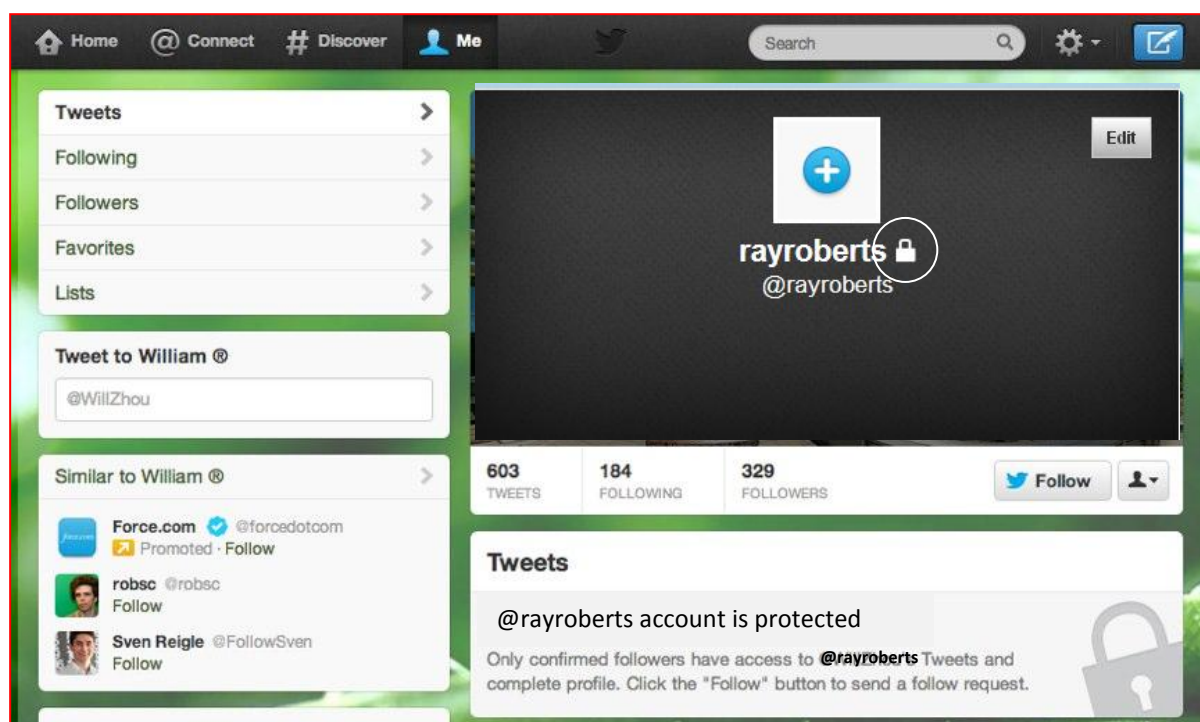 Home
Connect
Discover
Me
Search
Tweets
Following
Followers
Favorites
Lists
Tweet to William ®
@WillZhou
Similar to William ®
Force.com @forcedotcom
Promoted · Follow
robsc @robsc
Follow
Sven Reigle @FollowSven
Follow
Edit
rayroberts
@rayroberts
603 184 329
TWEETS FOLLOWING FOLLOWERS
Follow
Tweets
@rayroberts account is protected
Only confirmed followers have access to @rayroberts Tweets and
complete profile. Click the "Follow" button to send a follow request.